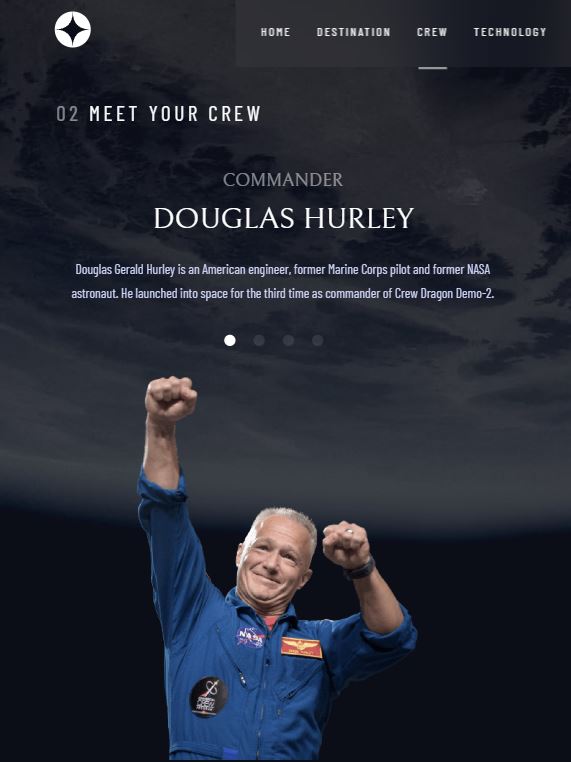 HOME DESTINATION CREW TECHNOLOGY
02 MEET YOUR CREW
COMMANDER
DOUGLAS HURLEY
Douglas Gerald Hurley is an American engineer, former Marine Corps pilot and former NASA
astronaut. He launched into space for the third time as commander of Crew Dragon Demo-2.
NASA